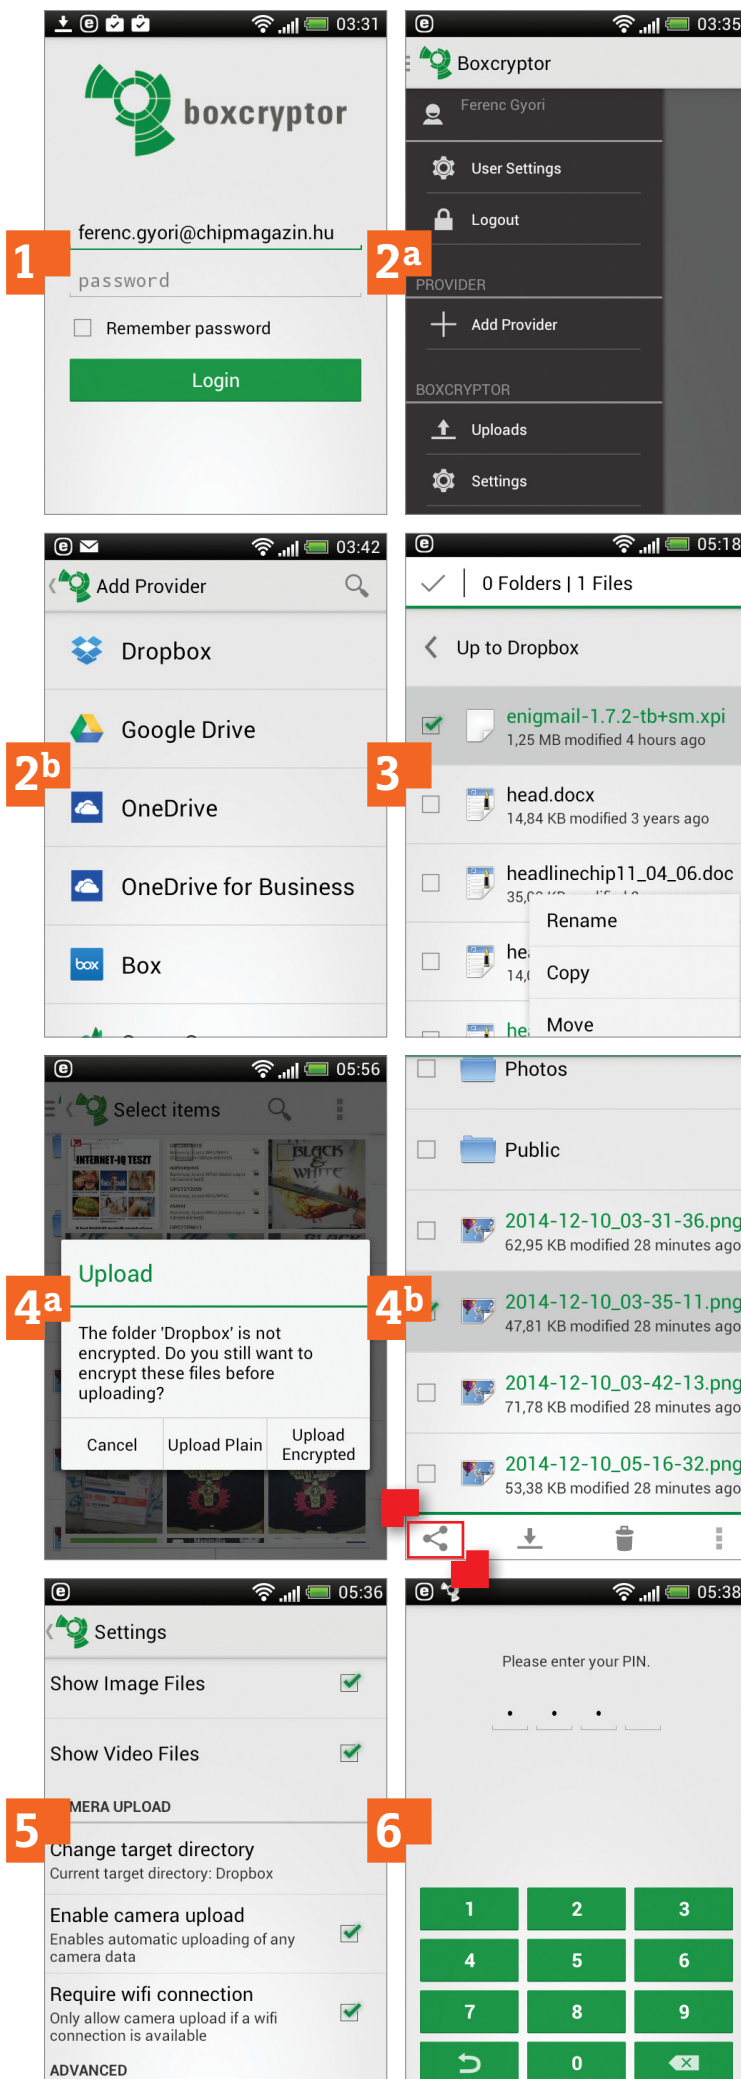 03:31
boxcryptor
ferenc.gyori@chipmagazin.hu
1
password
Remember password
Login
03:35
Boxcryptor
Ferenc Gyori
User Settings
Logout
2a
PROVIDER
Add Provider
BOXCRYPTOR
Uploads
Settings
03:42
Add Provider
Dropbox
Google Drive
2b
OneDrive
OneDrive for Business
box
Box
05:18
0 Folders | 1 Files
Up to Dropbox
enigmail-1.7.2-tb+sm.xpi
1,25 MB modified 4 hours ago
3
head.docx
14,84 KB modified 3 years ago
headlinechip11_04_06.doc
35,
Rename
hea
14,
Copy
he
Move
05:56
Select items
INTERNET-IQ TESZT
BLACK
&
WHITE
Upload
4a
The folder 'Dropbox' is not
encrypted. Do you still want to
encrypt these files before
uploading?
Cancel
Upload Plain
Upload
Encrypted
Photos
Public
2014-12-10_03-31-36.png
62,95 KB modified 28 minutes ago
4b
2014-12-10_03-35-11.png
47,81 KB modified 28 minutes ago
2014-12-10_03-42-13.png
71,78 KB modified 28 minutes ago
2014-12-10_05-16-32.png
53,38 KB modified 28 minutes ago
05:36
Settings
Show Image Files
Show Video Files
MERA UPLOAD
5
Change target directory
Current target directory: Dropbox
Enable camera upload
Enables automatic uploading of any
camera data
Require wifi connection
Only allow camera upload if a wifi
connection is available
ADVANCED
05:38
Please enter your PIN.
6
1
2
3
4
5
6
7
8
9
0